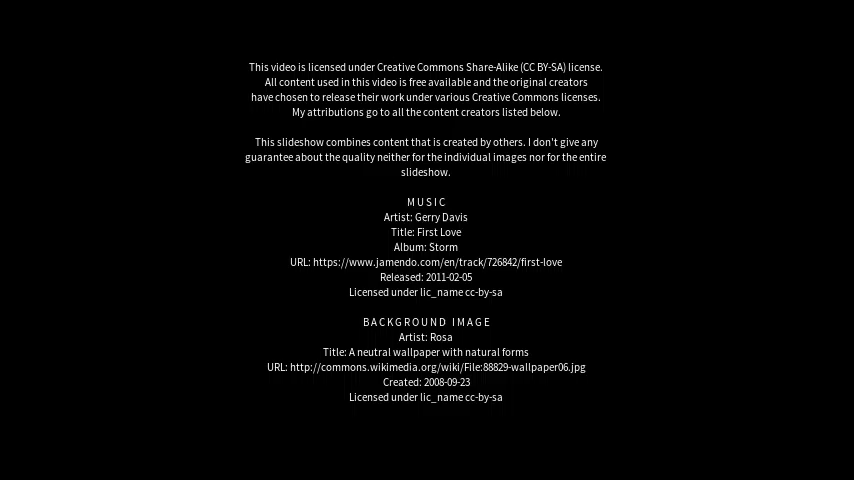 This video is licensed under Creative Commons Share-Alike (CC BY-SA) license.
All content used in this video is free available and the original creators
have chosen to release their work under various Creative Commons licenses.
My attributions go to all the content creators listed below.
This slideshow combines content that is created by others. I don't give any
guarantee about the quality neither for the individual images nor for the entire
slideshow.
MUSIC
Artist: Gerry Davis
Title: First Love
Album: Storm
URL: https://www.jamendo.com/en/track/726842/first-love
Released: 2011-02-05
Licensed under lic_name cc-by-sa
BACKGROUND IMAGE
Artist: Rosa
Title: A neutral wallpaper with natural forms
URL: http://commons.wikimedia.org/wiki/File:88829-wallpaper06.jpg
Created: 2008-09-23
Licensed under lic_name cc-by-sa